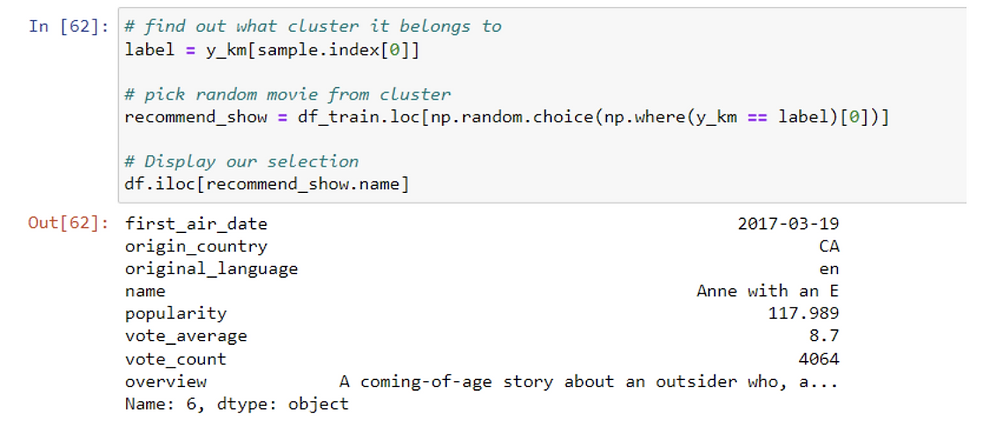 In [62]: # find out what cluster it belongs to
label = y_km[sample.index[0]]
# pick random movie from cluster
recommend_show = df_train.loc[np.random.choice(np.where(y_km == label)[0])]
# Display our selection
df.iloc[recommend_show.name]
Out[62]: first_air_date 2017-03-19
origin_country CA
original_language en
name Anne with an E
popularity 117.989
vote_average 8.7
vote_count 4064
overview A coming-of-age story about an outsider who, a...
Name: 6, dtype: object